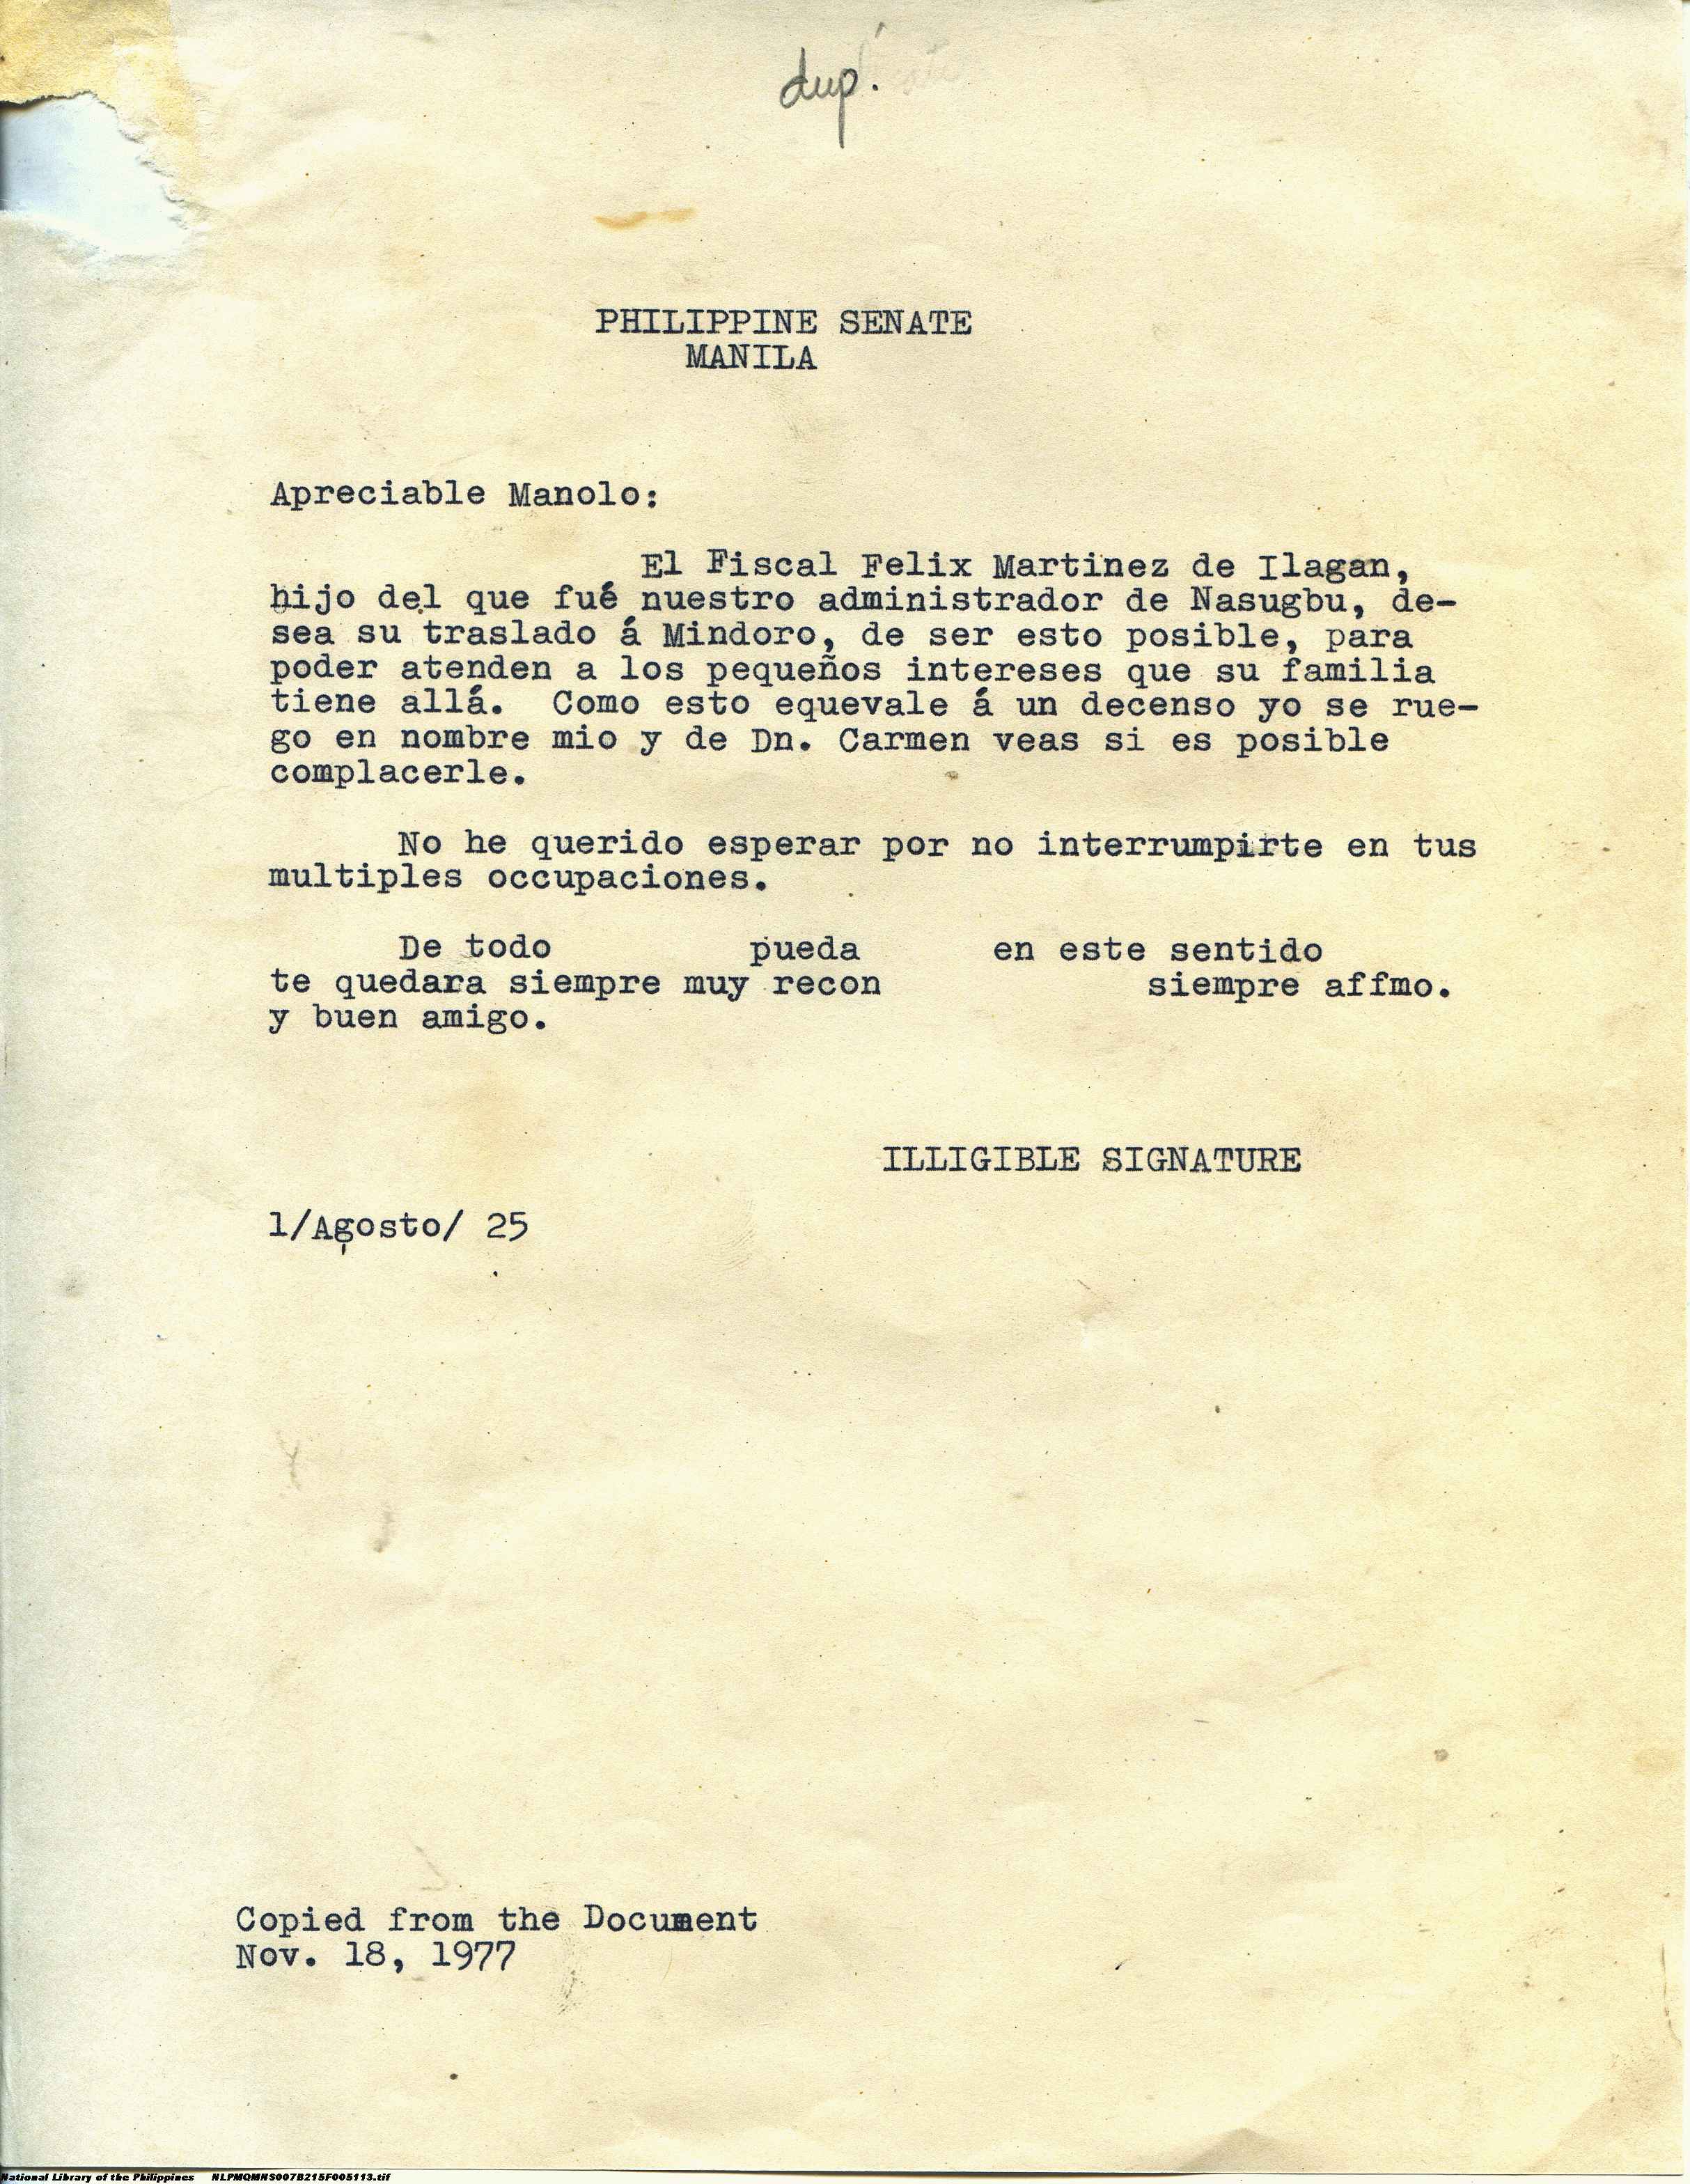 dup.
PHILIPPINE SENATE
MANILA
Apreciable Manolo:
El Fiscal Felix Martinez de Ilagan,
hijo del que fué nuestro administrador de Nasugbu, de-
sea su traslado á Mindoro, de ser esto posible, para
poder atenden a los pequeños intereses que su familia
tiene allá. Como esto equevale á un decenso yo se rue-
go en nombre mio y de Dn. Carmen veas si es posible
complacerle.
No he querido esperar por no interrumpirte en tus
multiples occupaciones.
De todo pueda en este sentido
te quedara siempre muy recon siempre affmo.
y buen amigo.
ILLIGIBLE SIGNATURE
1/Agosto/ 25
Copied from the Document
Nov. 18, 1977
National Library of the Philippines NLPMQMNS007B215F005113.tif